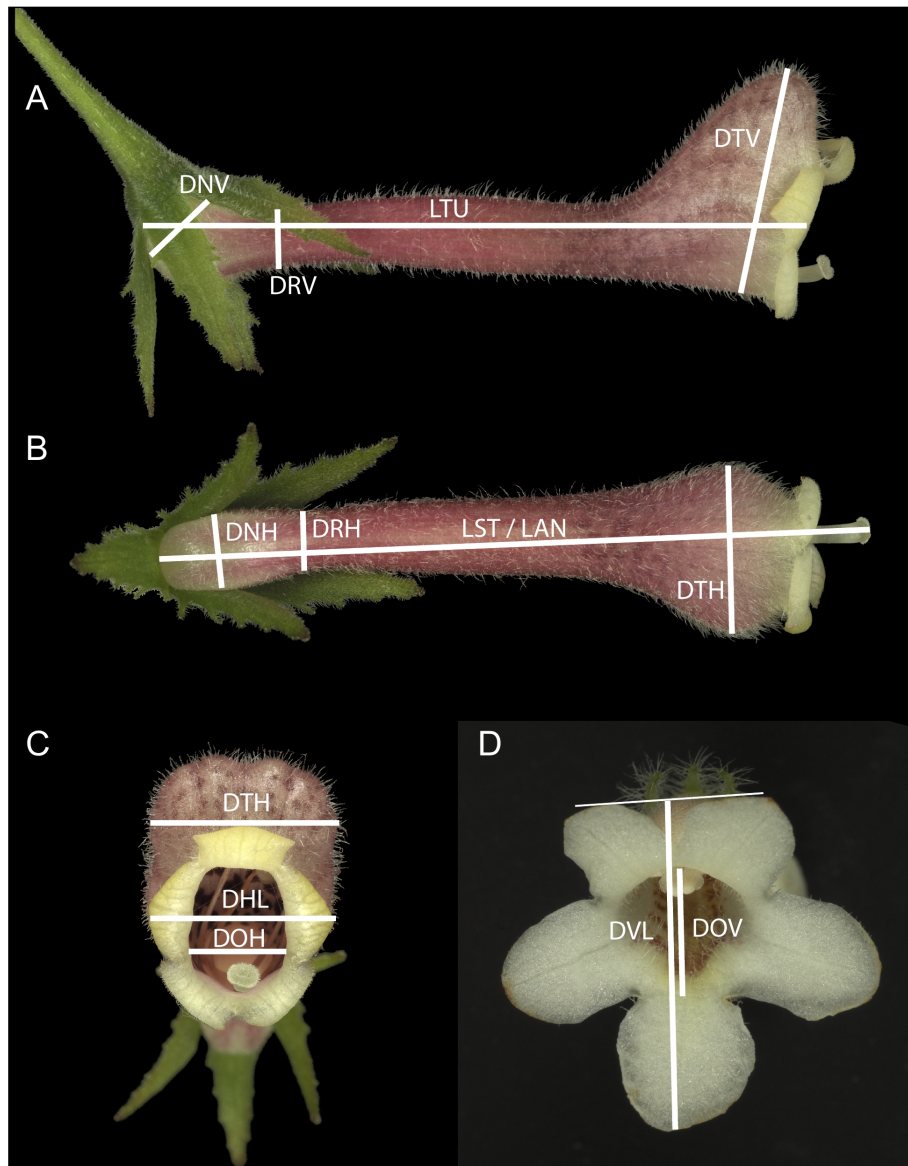 A
DTV
DNV
LTU
DRV
B
DNH
DRH
LST / LAN
DTH
C
D
DTH
DHL
DOH
DVL
DOV